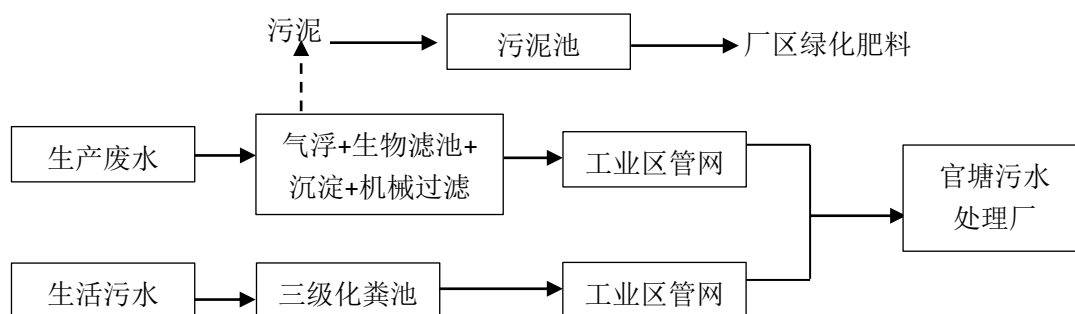 污泥
污泥池
厂区绿化肥料
生产废水
气浮+生物滤池+
沉淀+机械过滤
工业区管网
官塘污水
处理厂
生活污水
三级化粪池
工业区管网